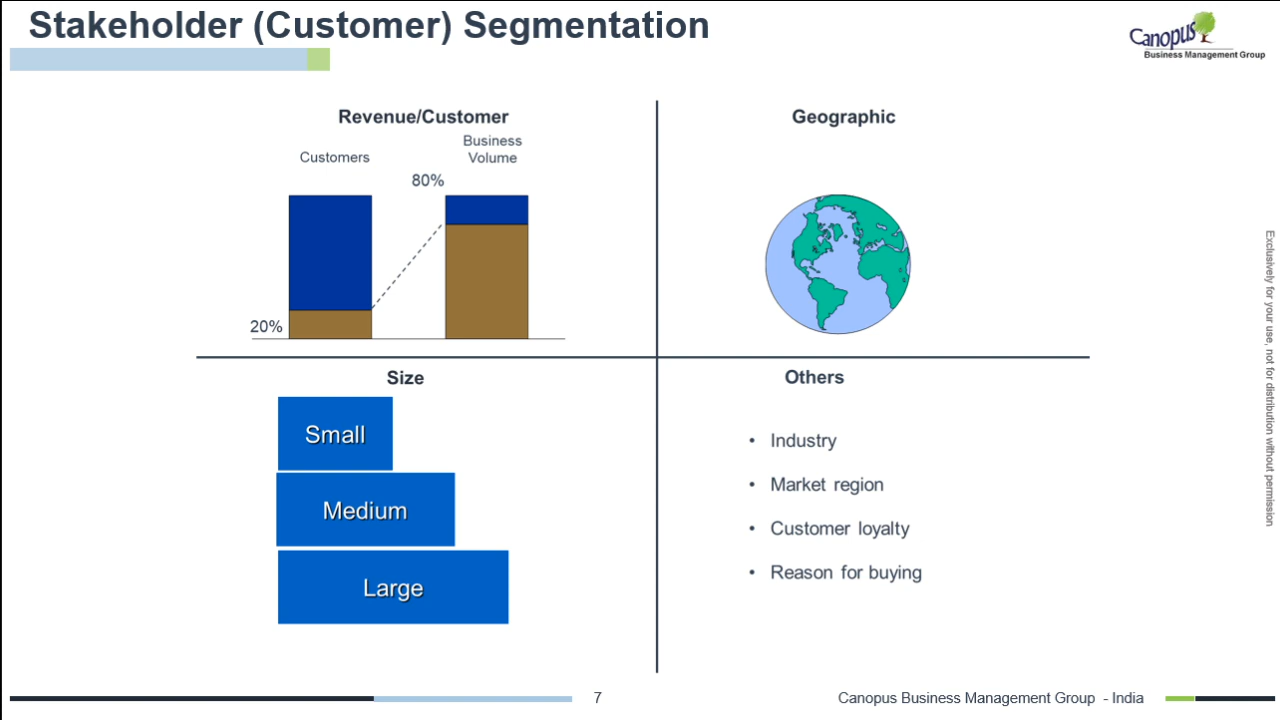 Stakeholder (Customer) Segmentation
Canopus
Business Management Group
Revenue/Customer
Customers
Business
Volume
80%
20%
Geographic
Size
Small
Medium
Large
Others
• Industry
• Market region
• Customer loyalty
• Reason for buying
Exclusively for your use, not for distribution without permission
7
Canopus Business Management Group - India